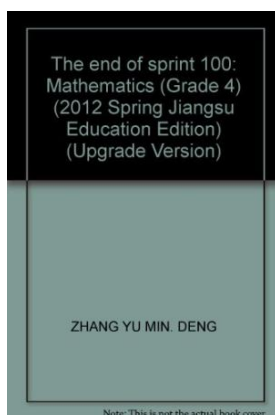 The end of sprint 100:
Mathematics (Grade 4)
(2012 Spring Jiangsu
Education Edition)
(Upgrade Version)
ZHANG YU MIN. DENG
Note: This is not the actual book cover